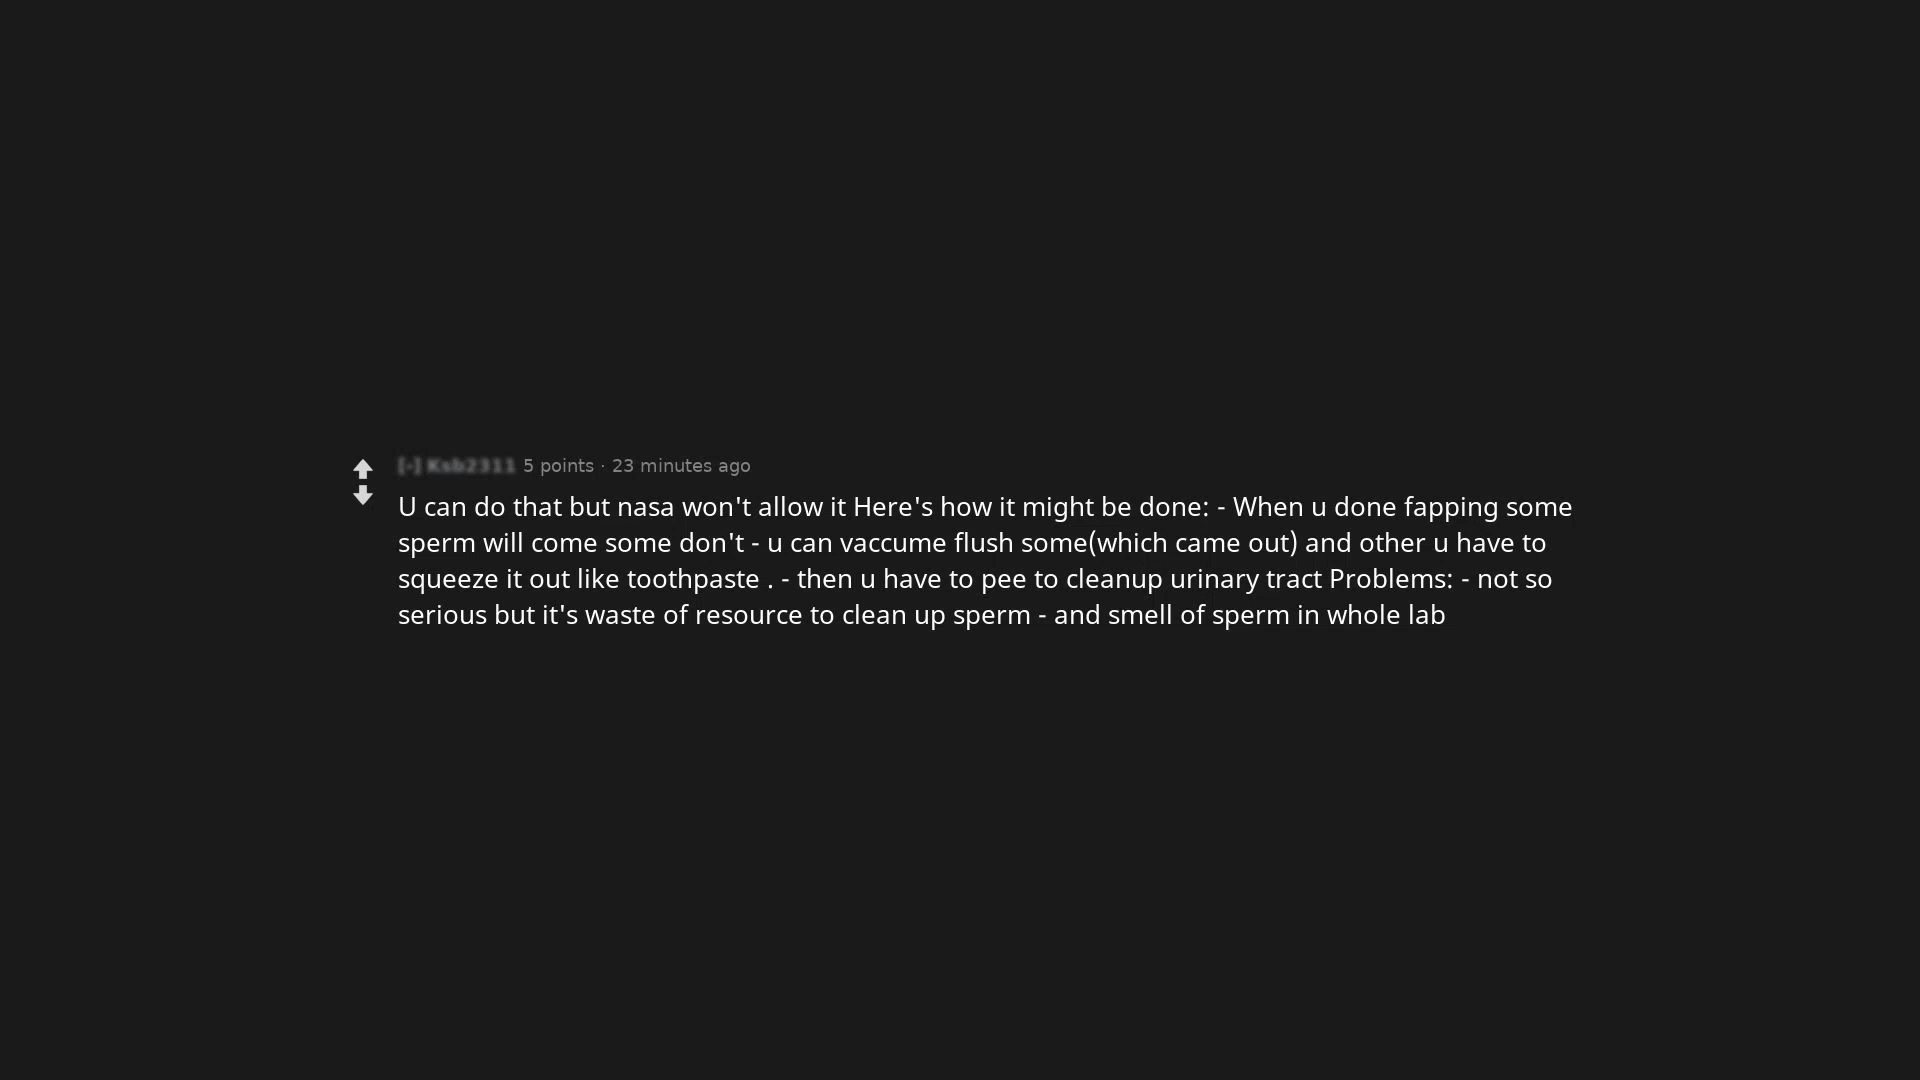 [-] Ksb2311 5 points · 23 minutes ago
U can do that but nasa won't allow it Here's how it might be done: - When u done fapping some
sperm will come some don't - u can vaccume flush some(which came out) and other u have to
squeeze it out like toothpaste . - then u have to pee to cleanup urinary tract Problems: - not so
serious but it's waste of resource to clean up sperm - and smell of sperm in whole lab